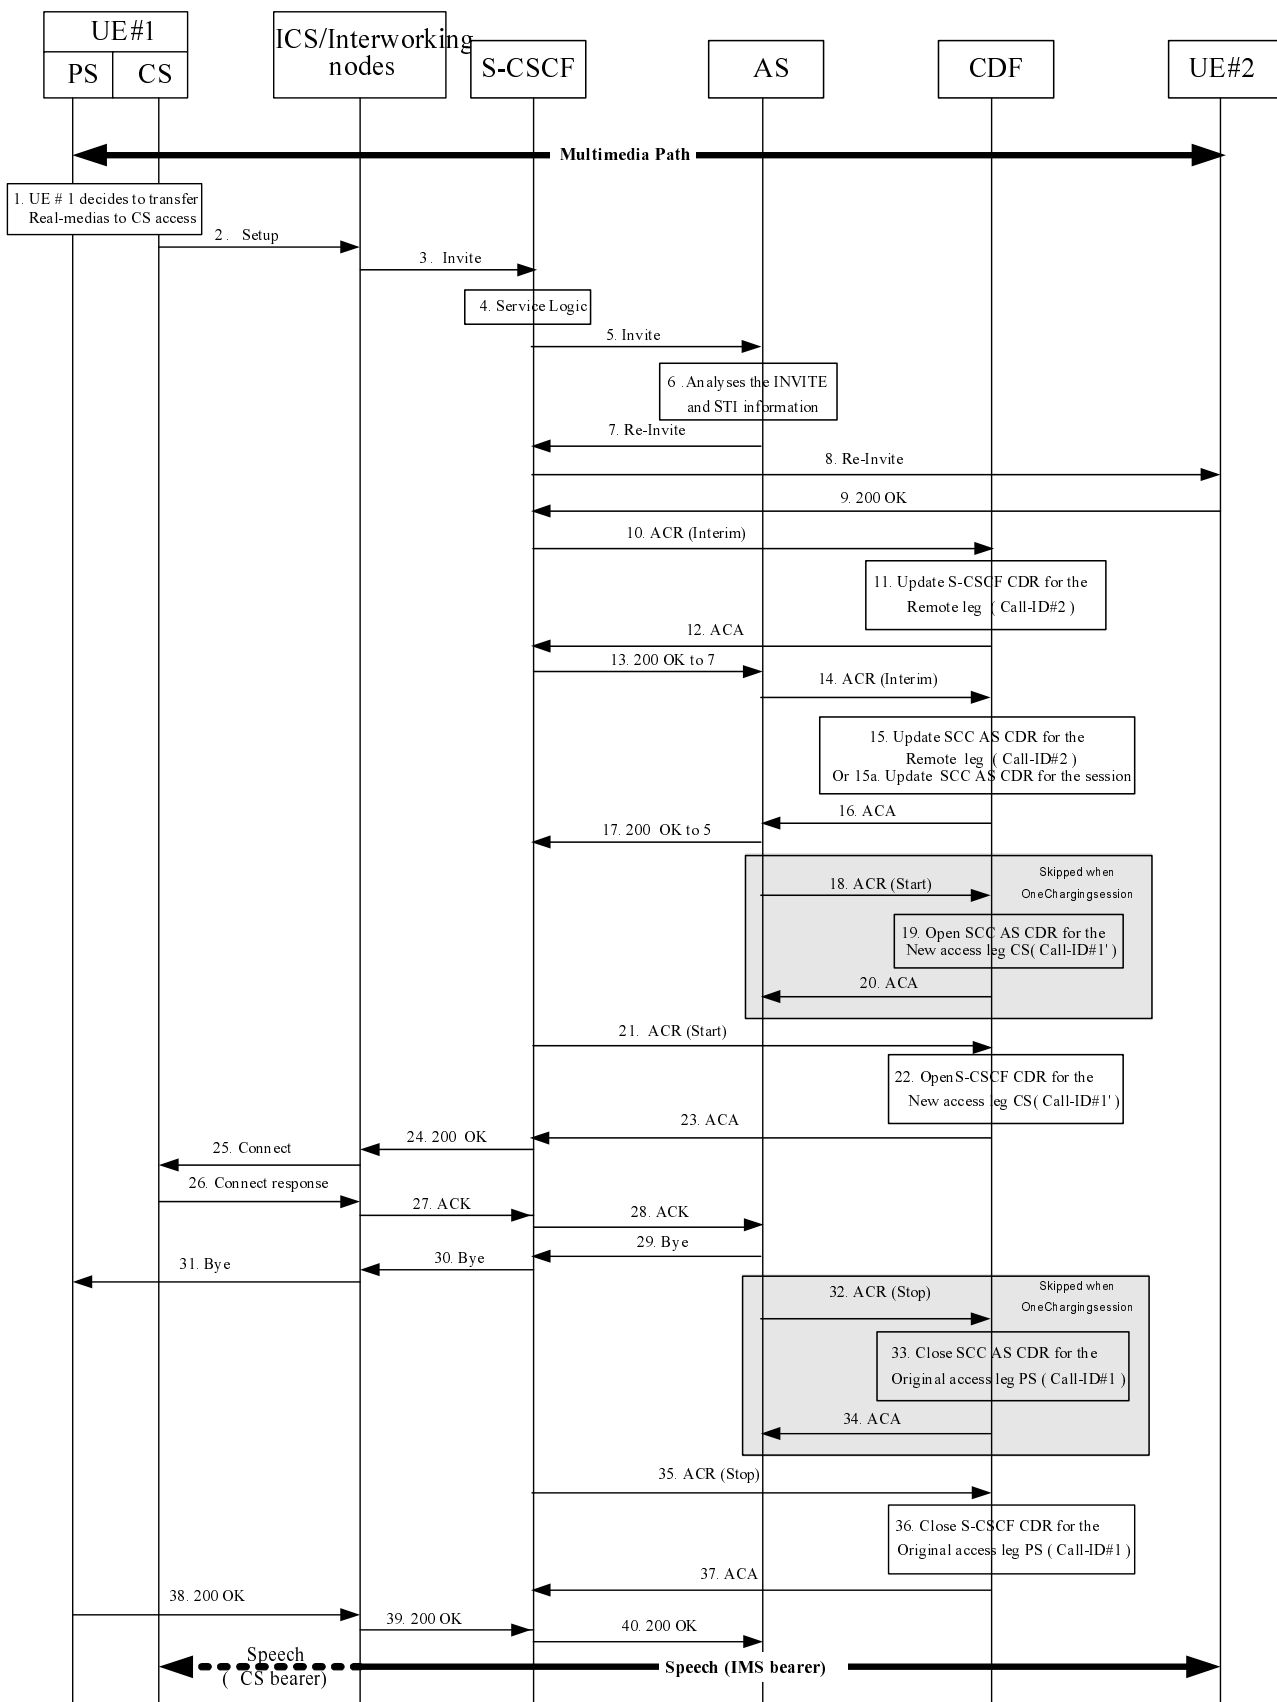 UE#1
PS
CS
ICS/Interworking
nodes
S-CSCF
AS
CDF
UE#2
Multimedia Path
1. UE # 1 decides to transfer
Real-medias to CS access
2. Setup
3. Invite
4. Service Logic
5. Invite
6 .Analyses the INVITE
and STI information
7. Re-Invite
8. Re-Invite
9. 200 OK
10. ACR (Interim)
11. Update S-CSCF CDR for the
Remote leg ( Call-ID#2 )
12. ACA
13. 200 OK to 7
14. ACR (Interim)
15. Update SCC AS CDR for the
Remote leg ( Call-ID#2 )
Or 15a. Update SCC AS CDR for the session
16. ACA
17. 200 OK to 5
Skipped when
OneChargingsession
18. ACR (Start)
19. Open SCC AS CDR for the
New access leg CS( Call-ID#1' )
20. ACA
21. ACR (Start)
22. OpenS-CSCF CDR for the
New access leg CS( Call-ID#1' )
23. ACA
24. 200 OK
25. Connect
26. Connect response
27. ACK
28. ACK
29. Bye
30. Bye
31. Bye
Skipped when
OneChargingsession
32. ACR (Stop)
33. Close SCC AS CDR for the
Original access leg PS ( Call-ID#1 )
34. ACA
35. ACR (Stop)
36. Close S-CSCF CDR for the
Original access leg PS ( Call-ID#1 )
37. ACA
38. 200 OK
39. 200 OK
40. 200 OK
Speech
( CS bearer)
Speech (IMS bearer)